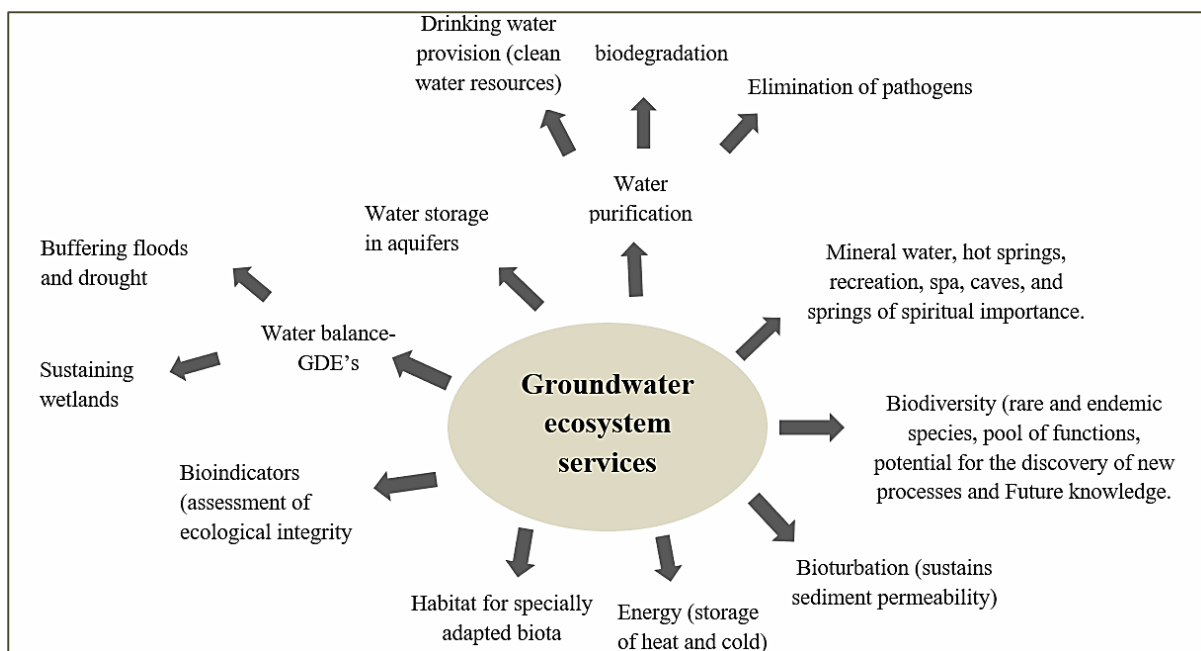 Drinking water
provision (clean
water resources)
biodegradation
Elimination of pathogens
Water
purification
Water storage
in aquifers
Buffering floods
and drought
Water balance-
GDE's
Sustaining
wetlands
Mineral water, hot springs,
recreation, spa, caves, and
springs of spiritual importance.
Groundwater
ecosystem
services
Biodiversity (rare and endemic
species, pool of functions,
potential for the discovery of new
processes and Future knowledge.
Bioindicators
(assessment of
ecological integrity
Bioturbation (sustains
sediment permeability)
Habitat for specially
adapted biota
Energy (storage
of heat and cold)